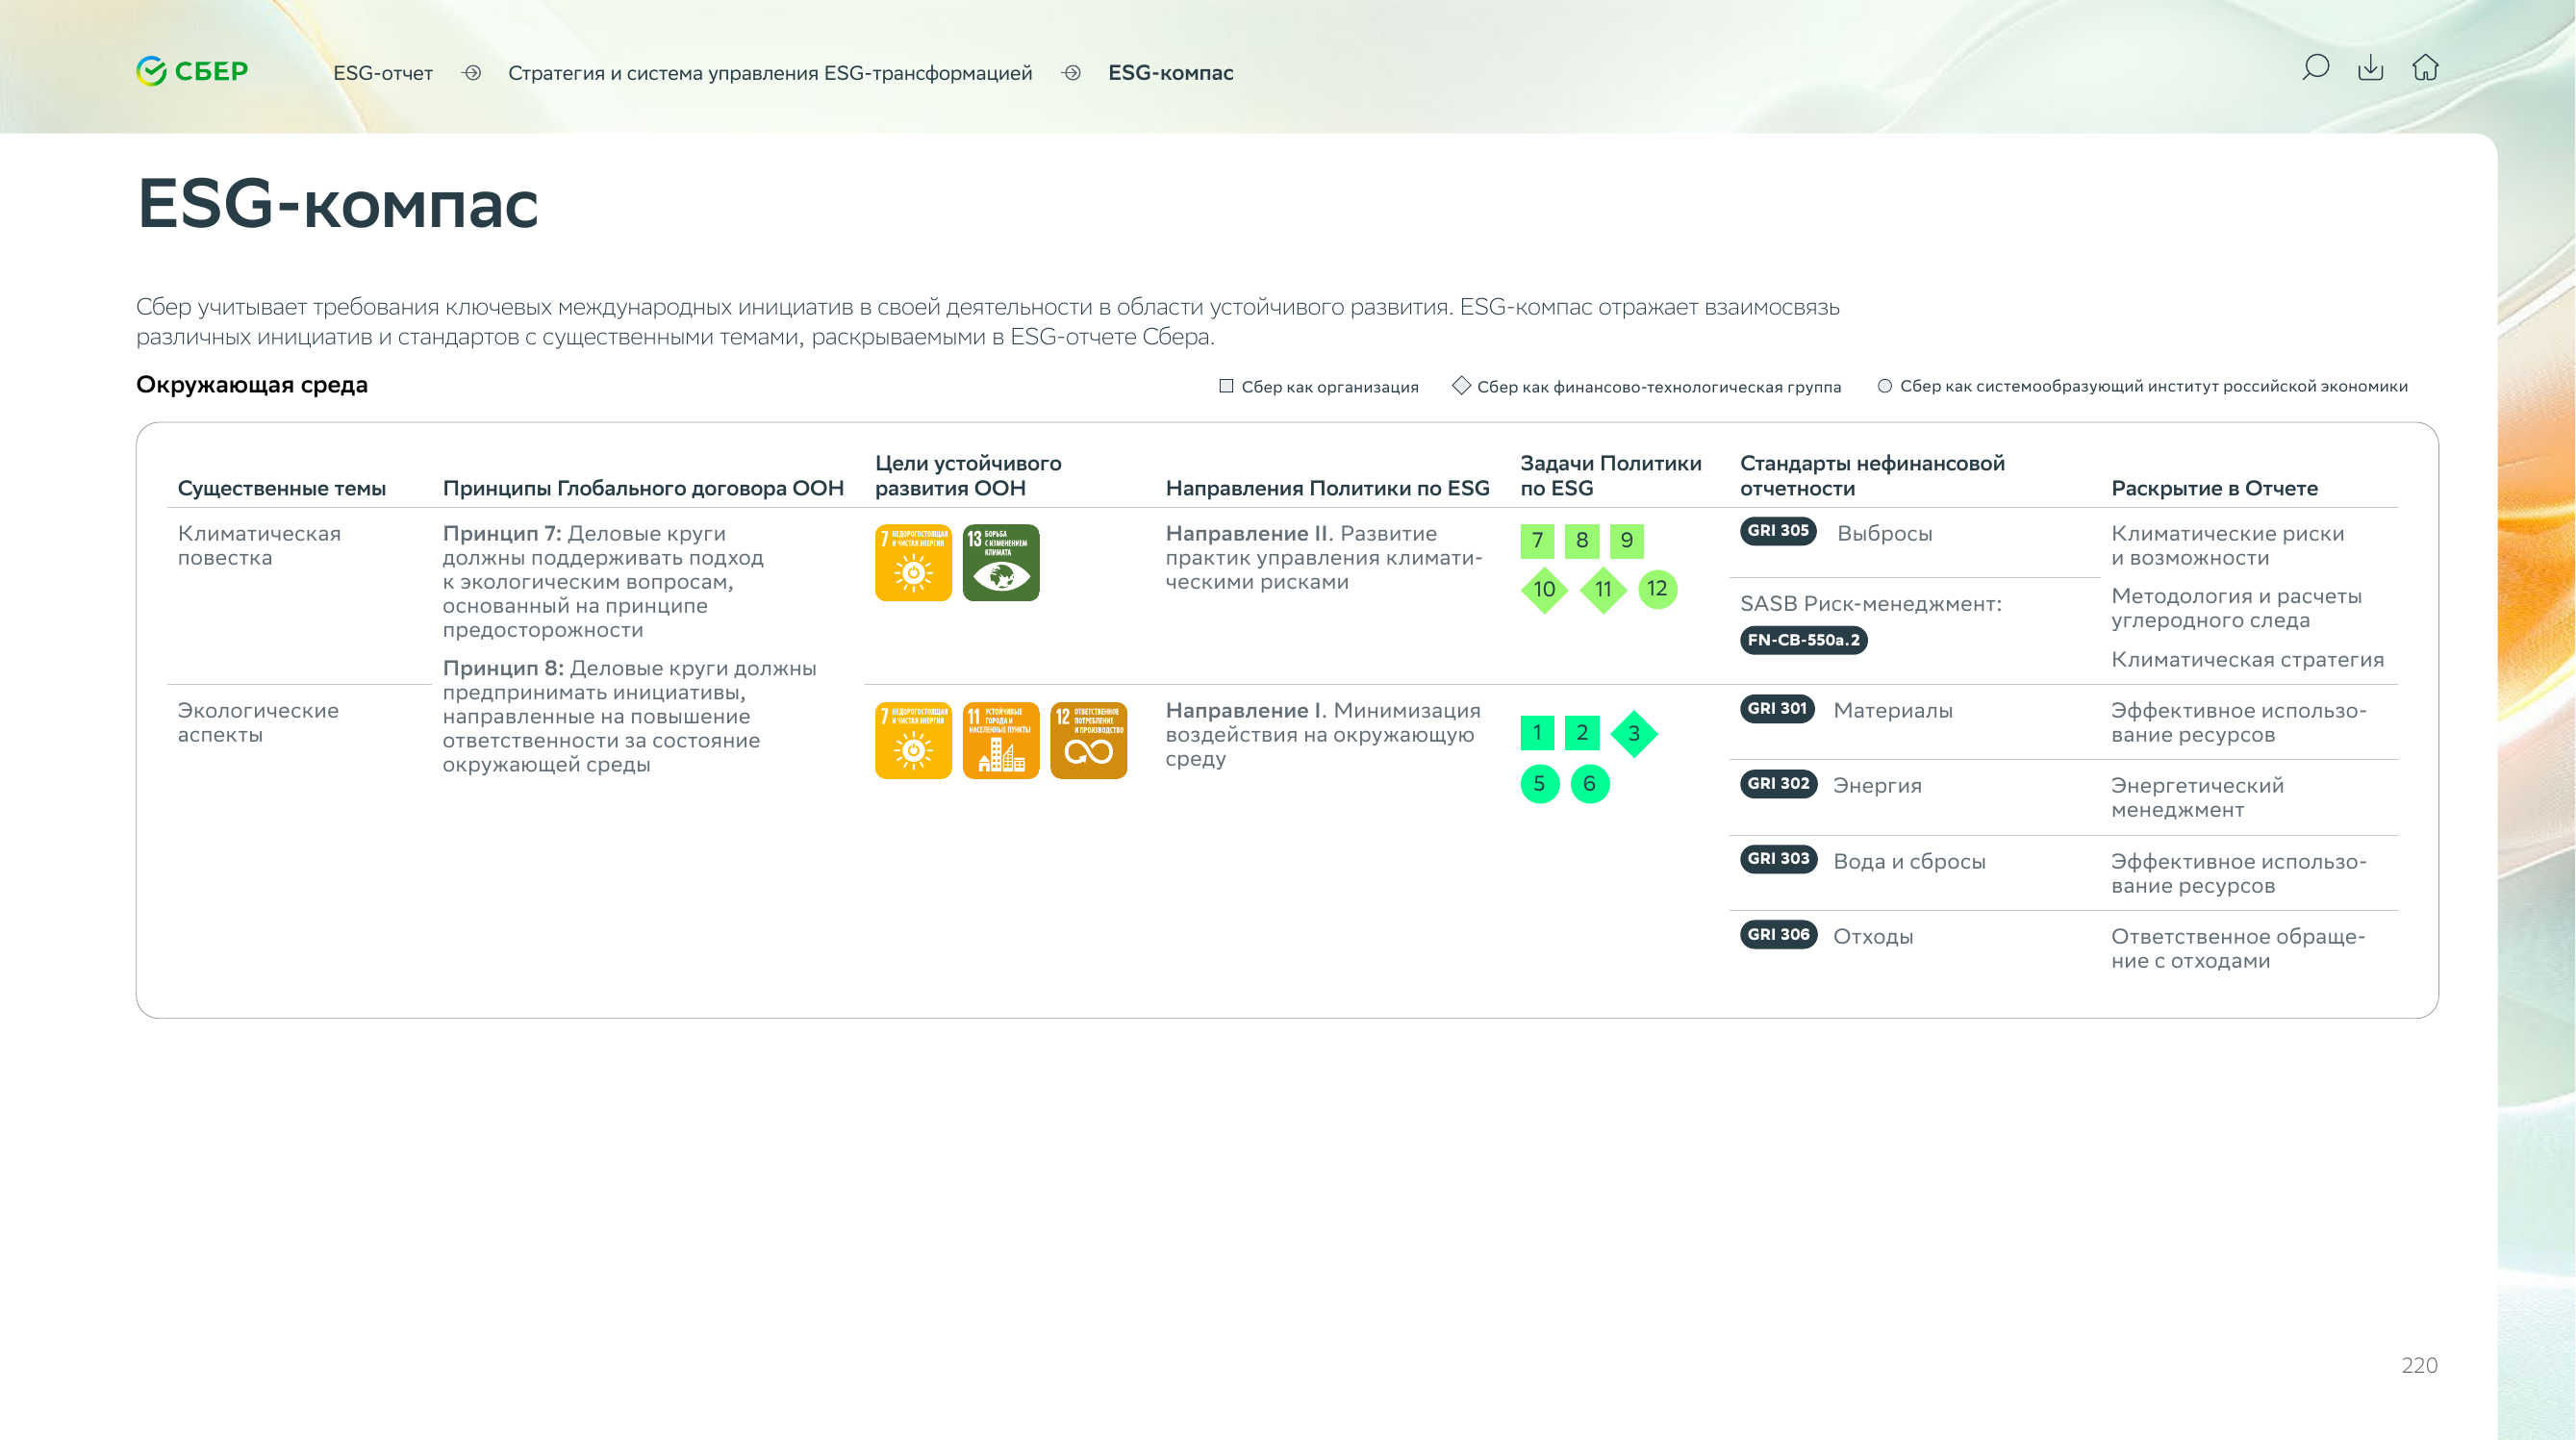 СБЕР
ESG-отчет
Стратегия и система управления ESG-трансформацией
ESG-компас
ESG-компас
Сбер учитывает требования ключевых международных инициатив в своей деятельности в области устойчивого развития. ESG-компас отражает взаимосвязь
различных инициатив и стандартов с существенными темами, раскрываемыми в ESG-отчете Сбера.
Окружающая среда
Сбер как организация
Сбер как финансово-технологическая группа
Сбер как системообразующий институт российской экономики
Существенные темы
Принципы Глобального договора ООН
Цели устойчивого
развития ООН
Направления Политики по ESG
Задачи Политики
по ESG
Стандарты нефинансовой
отчетности
Раскрытие в Отчете
Климатическая
повестка
Принцип 7: Деловые круги
должны поддерживать подход
к экологическим вопросам,
основанный на принципе
предосторожности
Принцип 8: Деловые круги должны
предпринимать инициативы,
направленные на повышение
ответственности за состояние
окружающей среды
7 НЕДОРОГОСТОЯЩАЯ
И ЧИСТАЯ ЭНЕРГИЯ
13 БОРЬБА
С ИЗМЕНЕНИЕМ
КЛИМАТА
Направление II. Развитие
практик управления климати-
ческими рисками
7 8 9
10 11 12
GRI 305 Выбросы
SASB Риск-менеджмент:
FN-CB-550a.2
Климатические риски
и возможности
Методология и расчеты
углеродного следа
Климатическая стратегия
Экологические
аспекты
7 НЕДОРОГОСТОЯЩАЯ
И ЧИСТАЯ ЭНЕРГИЯ
11 УСТОЙЧИВЫЕ
ГОРОДА И
НАСЕЛЕННЫЕ ПУНКТЫ
12 ОТВЕТСТВЕННОЕ
ПОТРЕБЛЕНИЕ
И ПРОИЗВОДСТВО
Направление I. Минимизация
воздействия на окружающую
среду
1 2 3
5 6
GRI 301 Материалы
Эффективное использо-
вание ресурсов
GRI 302 Энергия
Энергетический
менеджмент
GRI 303 Вода и сбросы
Эффективное использо-
вание ресурсов
GRI 306 Отходы
Ответственное обраще-
ние с отходами
220